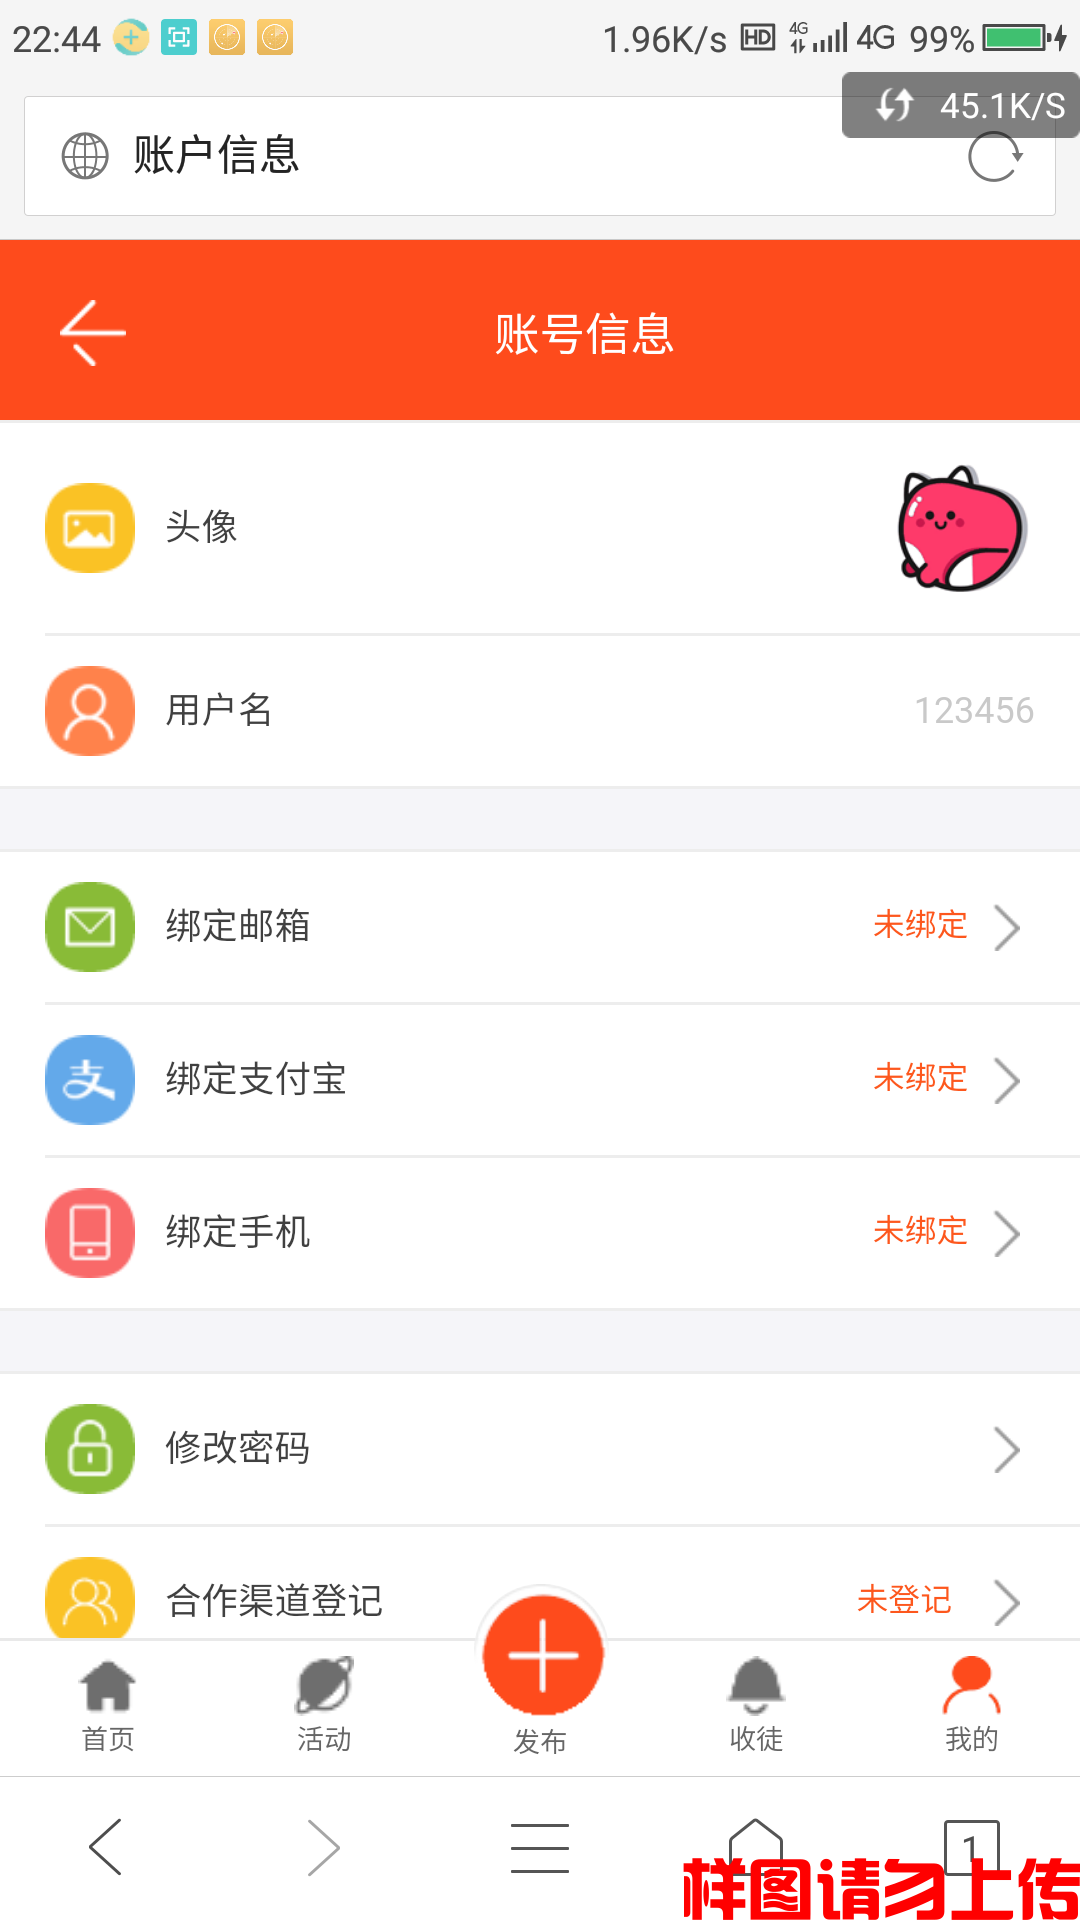 22:44 1.96K/s HD 4G 4G 99%
45.1K/S
账户信息
账号信息
头像
用户名 123456
绑定邮箱 未绑定
绑定支付宝 未绑定
绑定手机 未绑定
修改密码
合作渠道登记 未登记
首页 活动 发布 收徒 我的
1
样图请勿上传